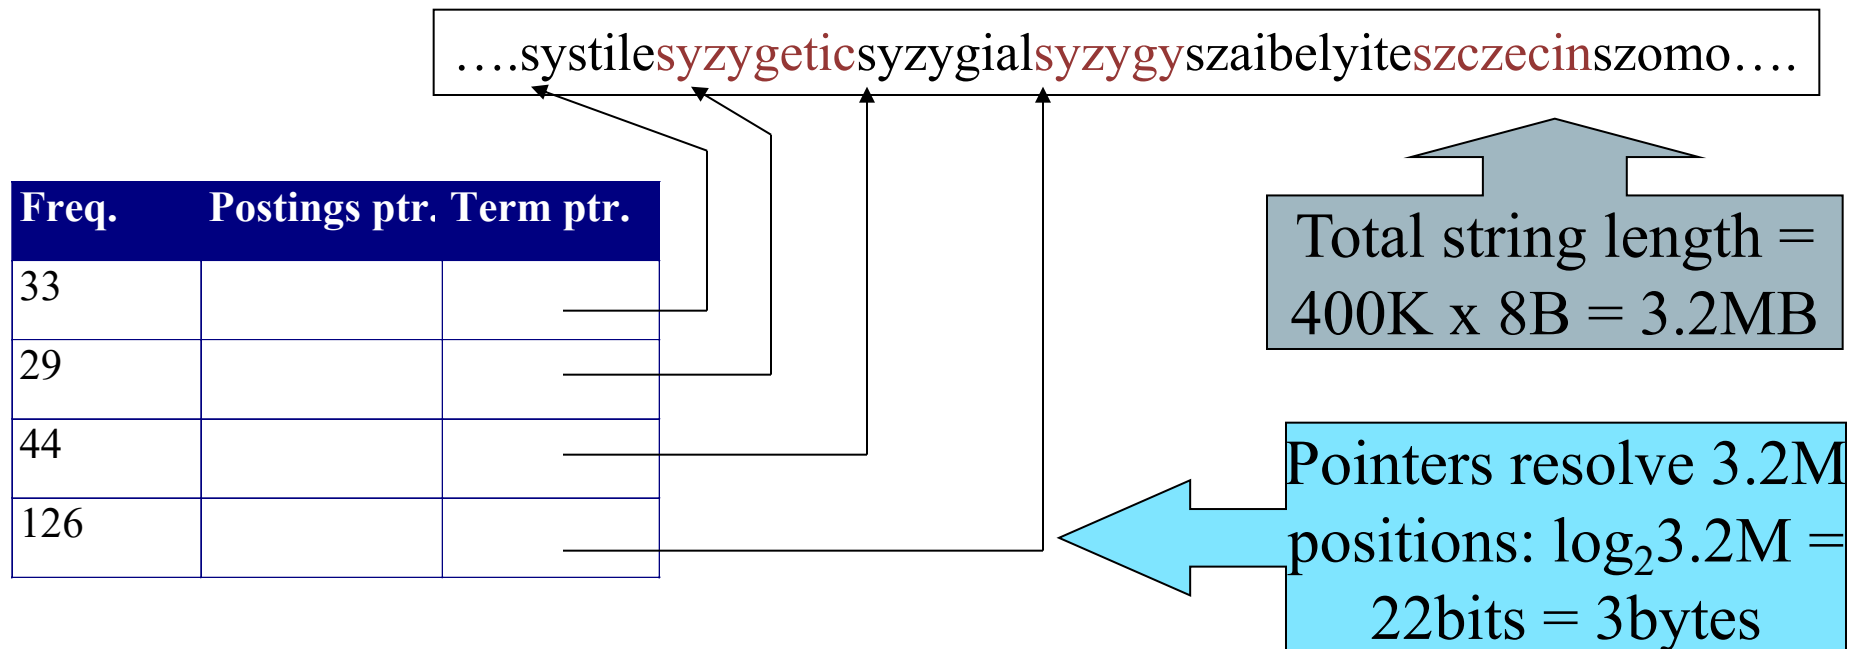 ….systilesyzygeticsyzygialsyzygyszaibelyiteszczecinszomo….
Freq. Postings ptr. Term ptr.
33
29
44
126
Total string length =
400K x 8B = 3.2MB
Pointers resolve 3.2M
positions: log₂3.2M =
22bits = 3bytes